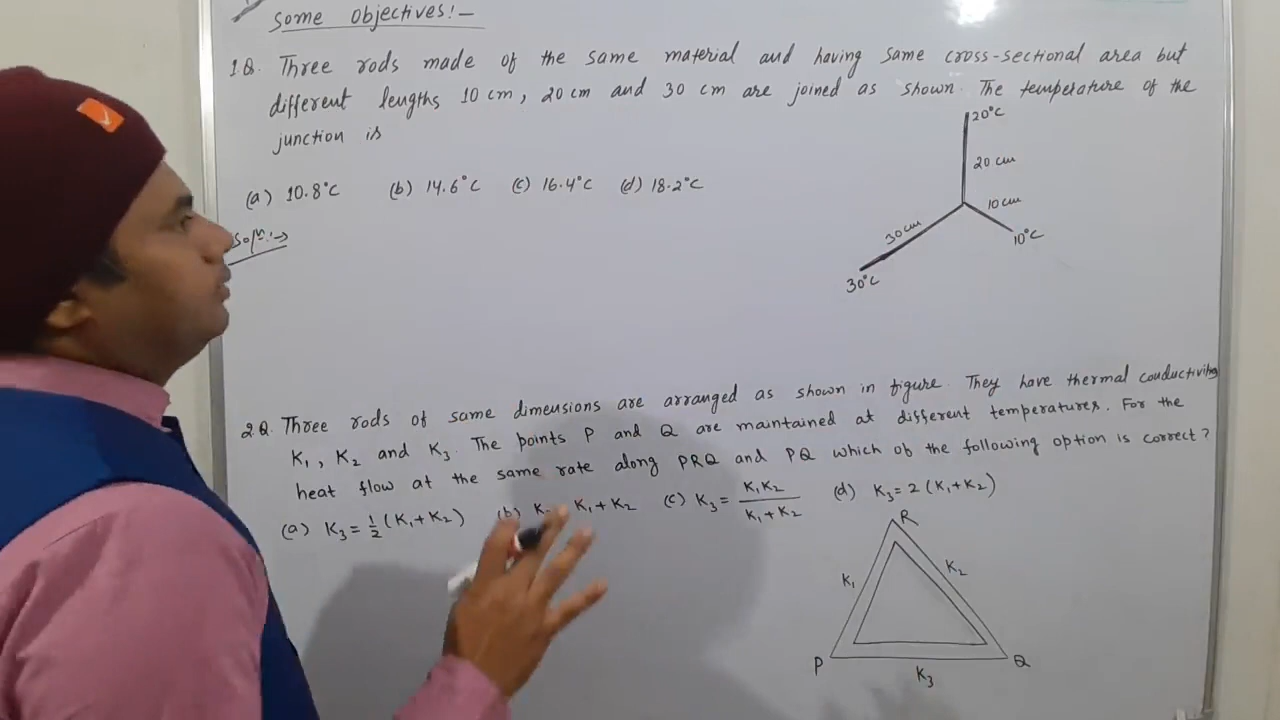 Some Objectives:-
1Q. Three rods made of the same material and having same cross-sectional area but
different lengths 10 cm, 20 cm and 30 cm are joined as shown. The temperature of the
junction is
(a) 10.8°C (b) 14.6°C (c) 16.4°C (d) 18.2°C
Solⁿ:→
20°C
20 cm
10 cm
10°C
30 cm
30°C
2Q. Three rods of same dimensions are arranged as shown in figure. They have thermal conductivity
K₁, K₂ and K₃. The points P and Q are maintained at different temperatures. For the
heat flow at the same rate along PRQ and PQ which of the following option is correct?
(a) K₃ = 1/2 (K₁+K₂) (b) K₁+K₂ (c) K₃ = K₁K₂/K₁+K₂ (d) K₃ = 2 (K₁+K₂)
R
K₁
K₂
P
Q
K₃